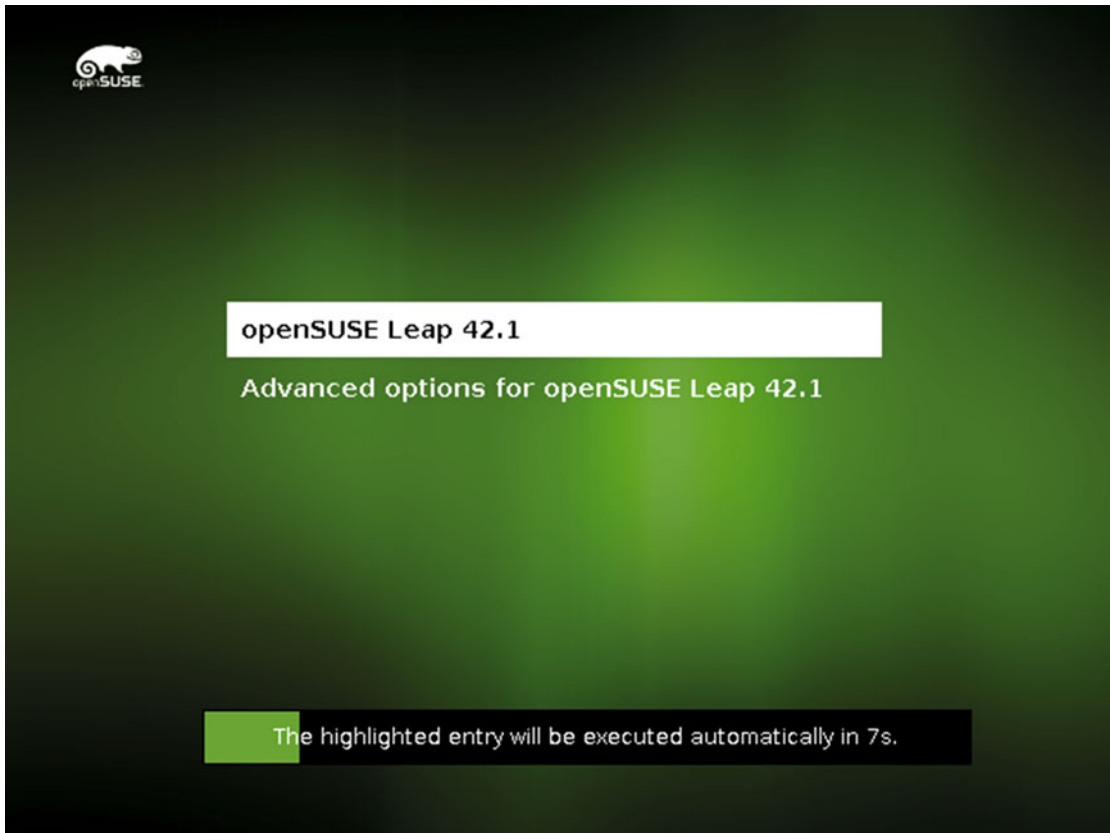 openSUSE
openSUSE Leap 42.1
Advanced options for openSUSE Leap 42.1
The highlighted entry will be executed automatically in 7s.